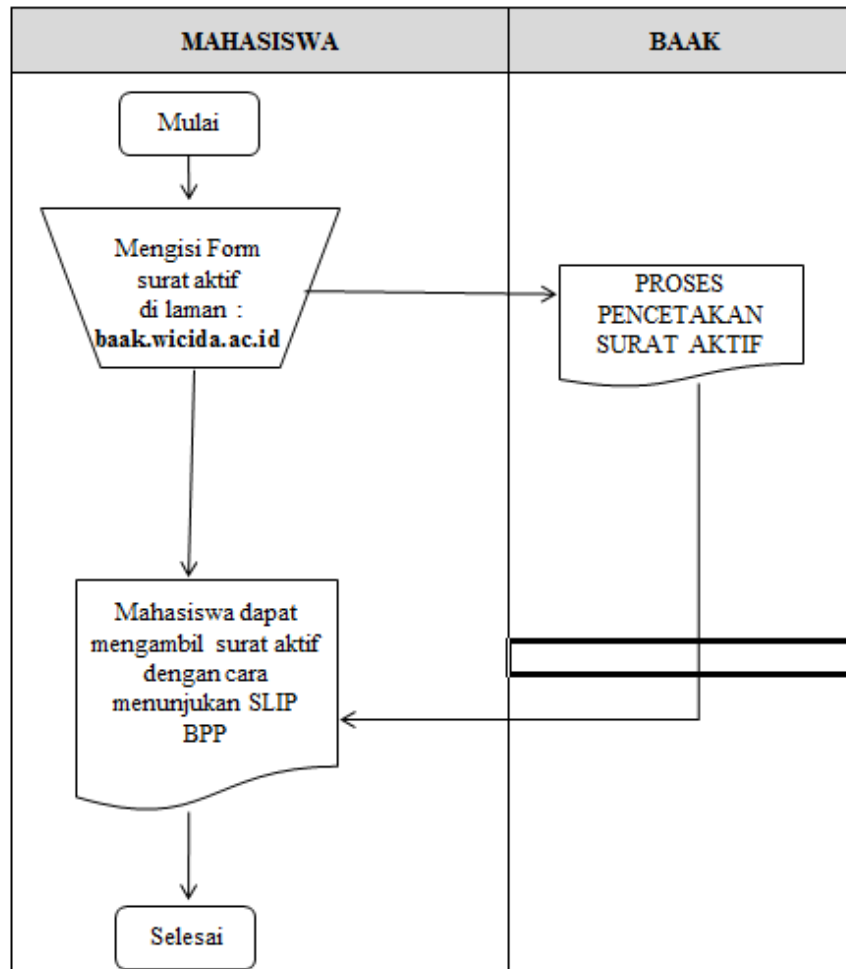 MAHASISWA
BAAK
Mulai
Mengisi Form
surat aktif
di laman :
baak.wicida.ac.id
PROSES
PENCETAKAN
SURAT AKTIF
Mahasiswa dapat
mengambil surat aktif
dengan cara
menunjukan SLIP
BPP
Selesai